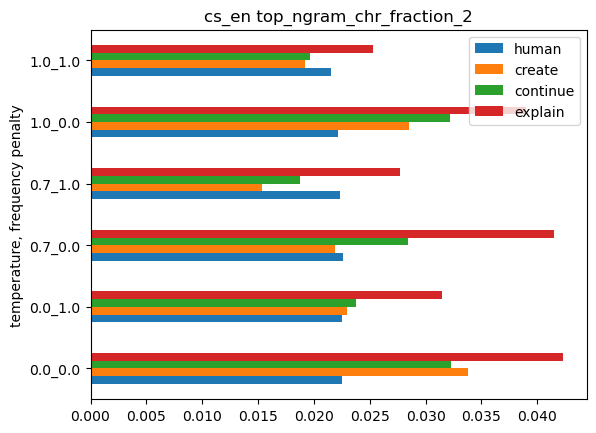 cs_en top_ngram_chr_fraction_2
human
create
continue
explain
temperature, frequency penalty
1.0_1.0
1.0_0.0
0.7_1.0
0.7_0.0
0.0_1.0
0.0_0.0
0.000 0.005 0.010 0.015 0.020 0.025 0.030 0.035 0.040